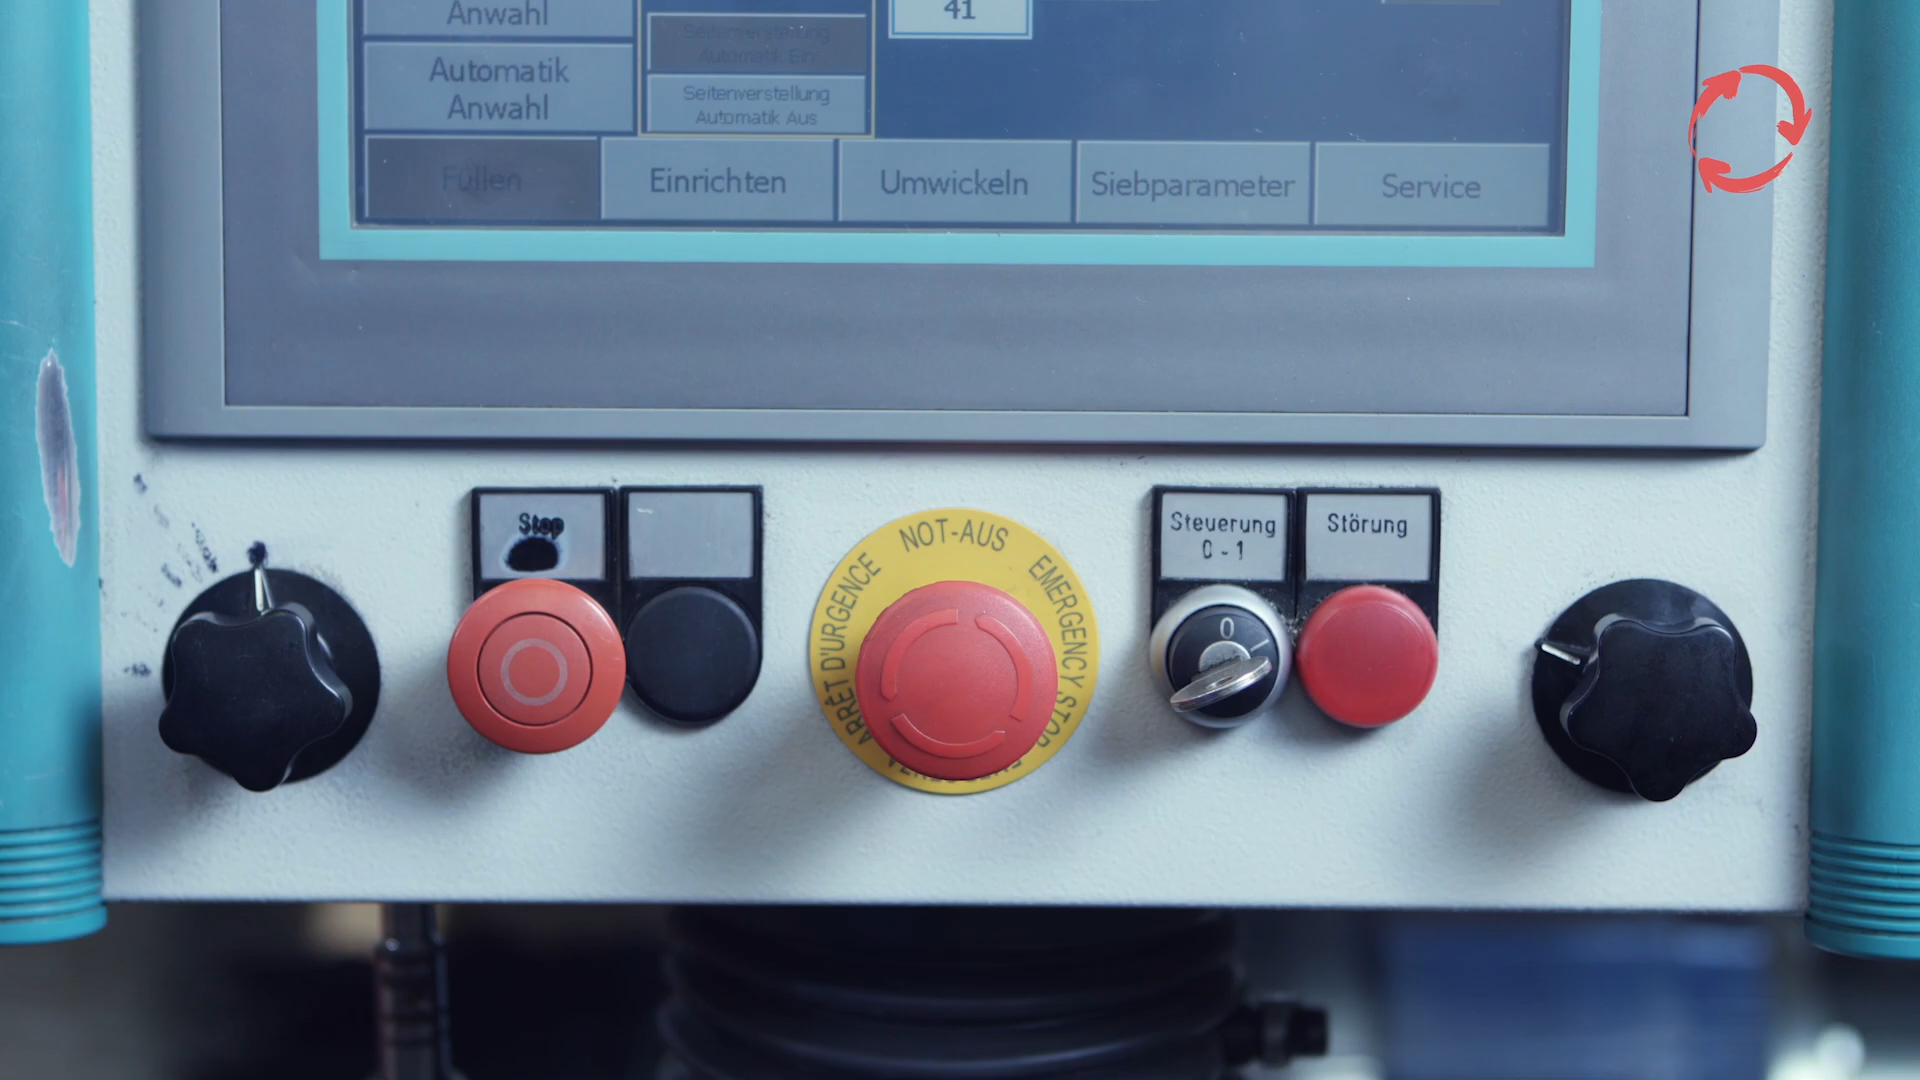 Anwahl
41
Seitenverstellung
Automatik Ein
Automatik
Anwahl
Seitenverstellung
Automatik Aus
Füllen
Einrichten
Umwickeln
Siebparameter
Service
Stop
NOT-AUS
EMERGENCY STOP
ARRÊT D'URGENCE
Steuerung
0 - 1
Störung
0